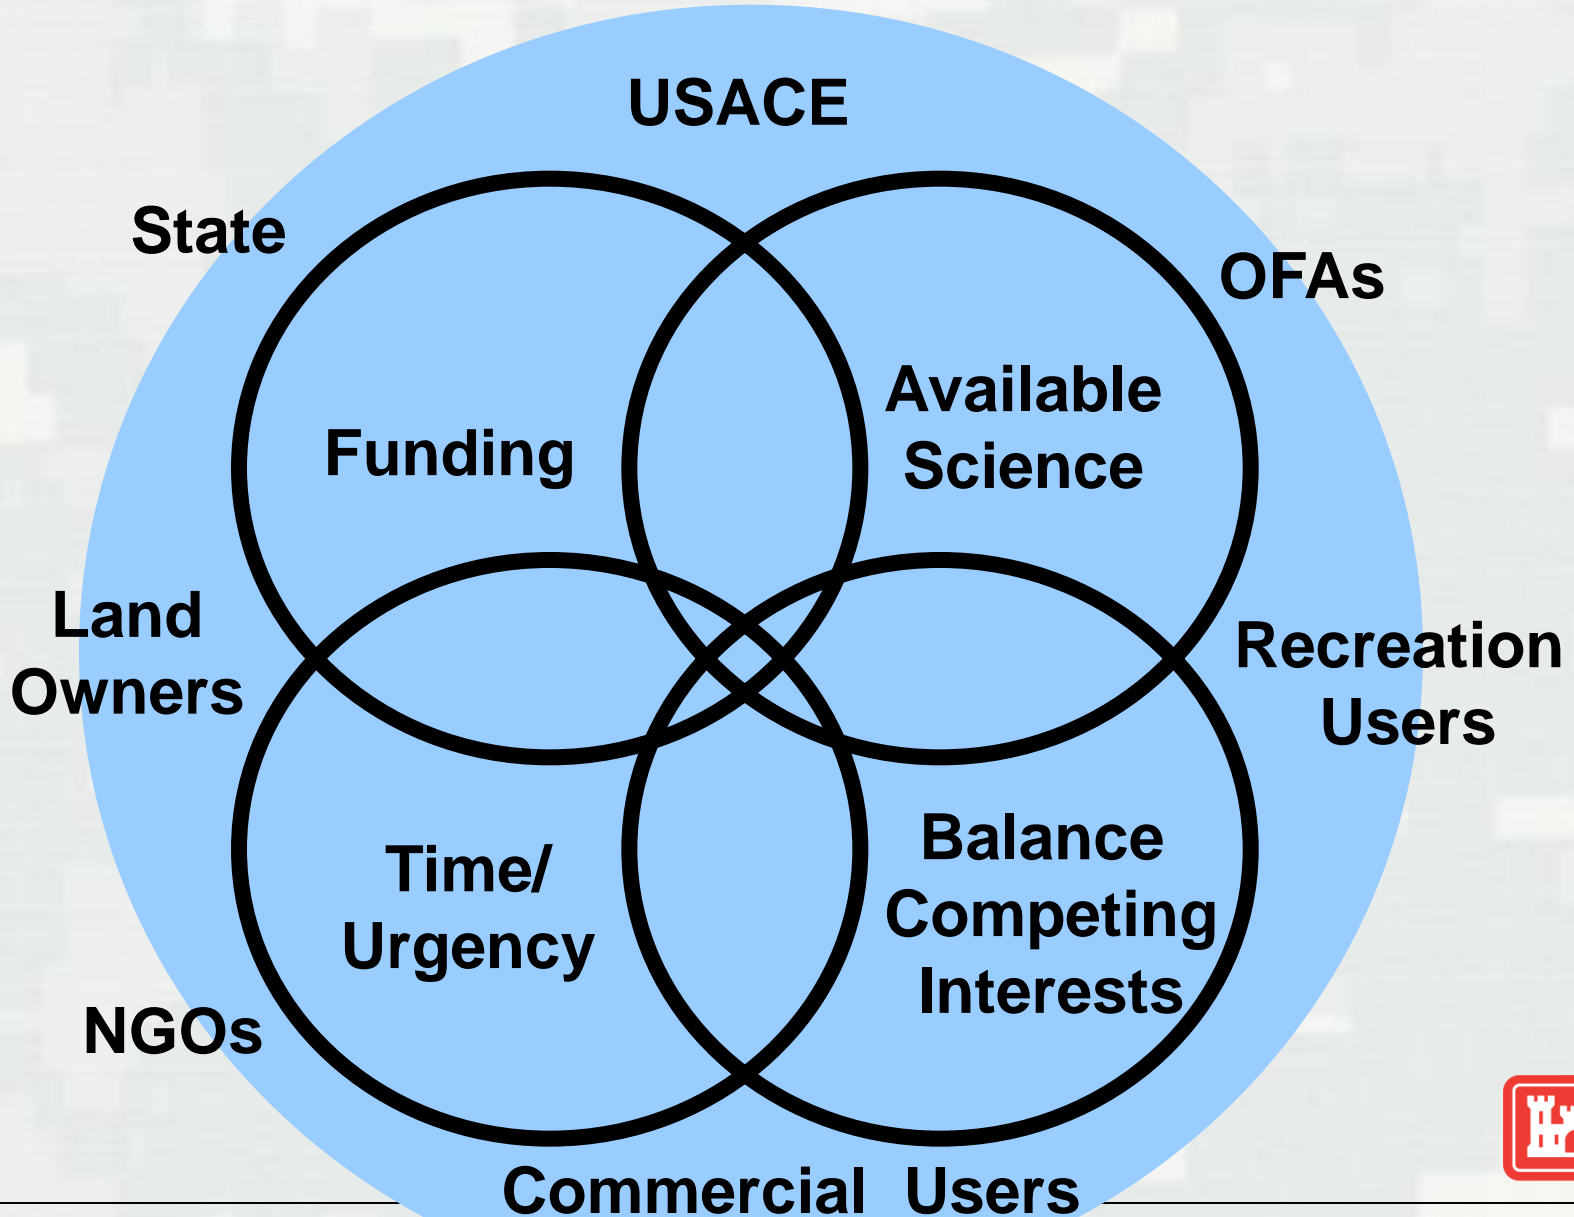 USACE
State
OFAs
Available
Science
Funding
Land
Owners
Recreation
Users
Time/
Urgency
Balance
Competing
Interests
NGOs
Commercial Users